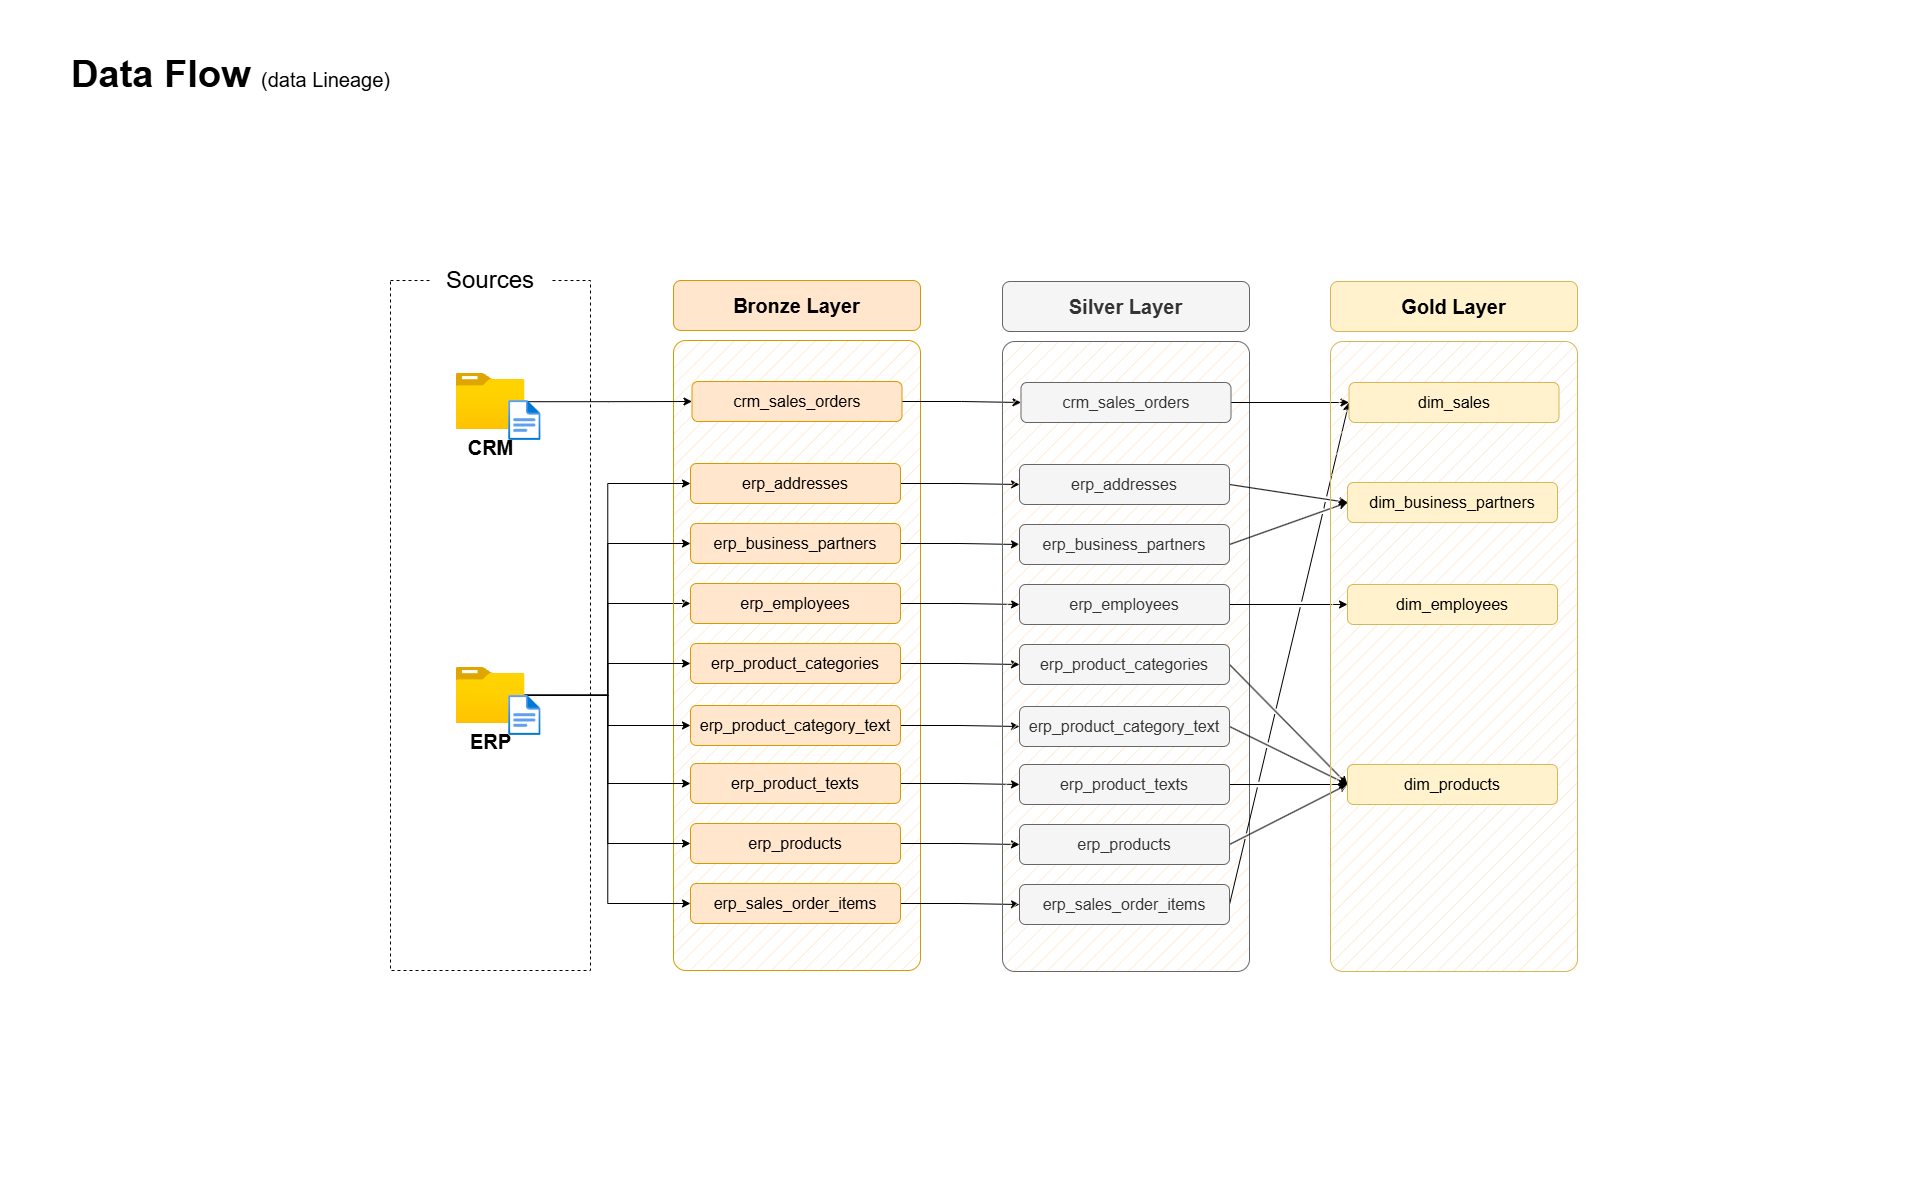 Data Flow (data Lineage)
Sources
CRM
ERP
Bronze Layer
crm_sales_orders
erp_addresses
erp_business_partners
erp_employees
erp_product_categories
erp_product_category_text
erp_product_texts
erp_products
erp_sales_order_items
Silver Layer
crm_sales_orders
erp_addresses
erp_business_partners
erp_employees
erp_product_categories
erp_product_category_text
erp_product_texts
erp_products
erp_sales_order_items
Gold Layer
dim_sales
dim_business_partners
dim_employees
dim_products